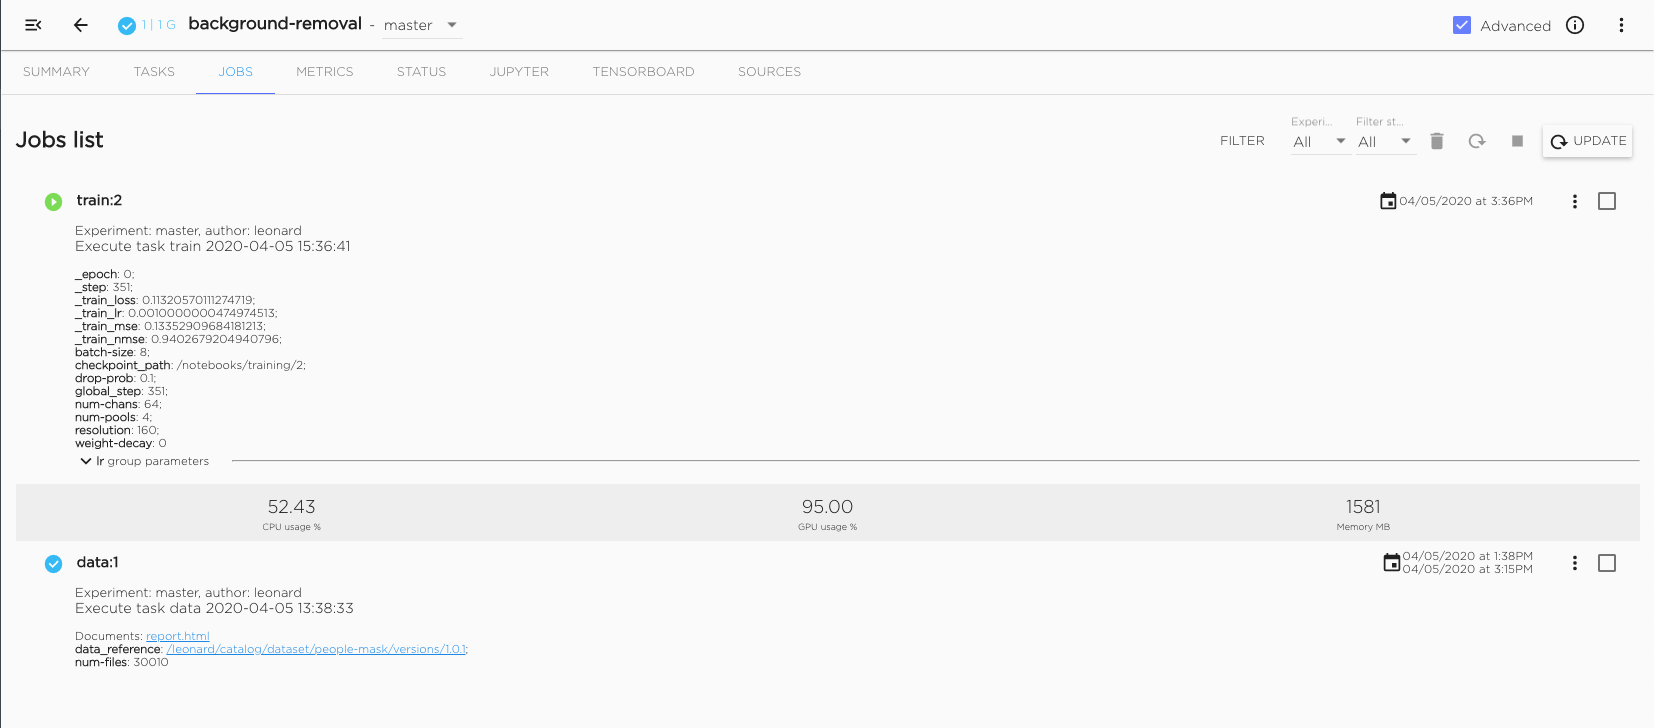 1 | 1 G background-removal - master
Advanced
SUMMARY TASKS JOBS METRICS STATUS JUPYTER TENSORBOARD SOURCES
Jobs list
FILTER
Experi... All
Filter st... All
UPDATE
train:2
04/05/2020 at 3:36PM
Experiment: master, author: leonard
Execute task train 2020-04-05 15:36:41
_epoch: 0;
_step: 351;
_train_loss: 0.11320570111274719;
_train_lr: 0.0010000000474974513;
_train_mse: 0.13352909684181213;
_train_nmse: 0.9402679204940796;
batch-size: 8;
checkpoint_path: /notebooks/training/2;
drop-prob: 0.1;
global_step: 351;
num-chans: 64;
num-pools: 4;
resolution: 160;
weight-decay: 0
lr group parameters
52.43 95.00 1581
CPU usage % GPU usage % Memory MB
data:1
04/05/2020 at 1:38PM
04/05/2020 at 3:15PM
Experiment: master, author: leonard
Execute task data 2020-04-05 13:38:33
Documents: report.html
data_reference: /leonard/catalog/dataset/people-mask/versions/1.0.1;
num-files: 30010